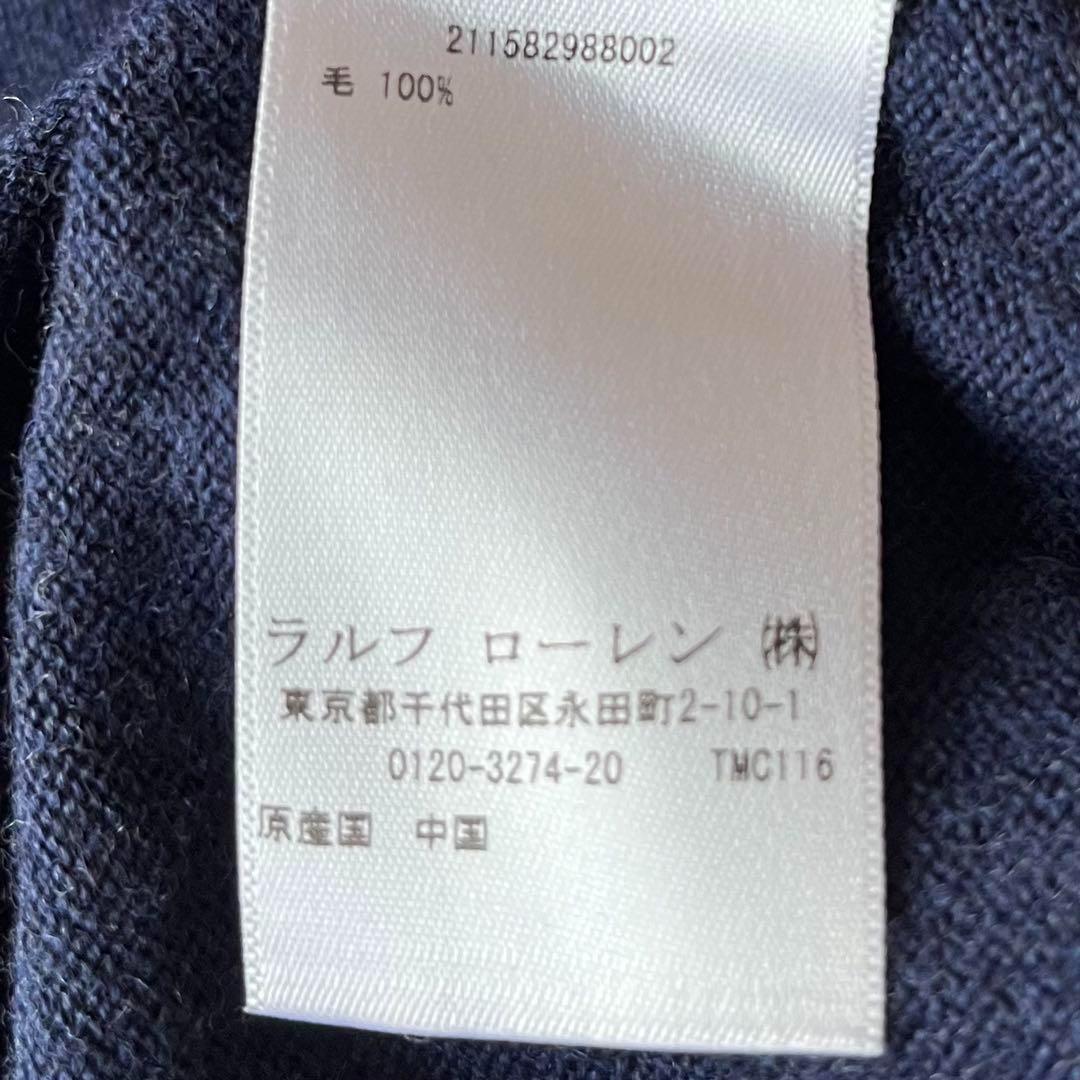 211582988002
毛 100%
ラルフ ローレン ㈱
東京都千代田区永田町2-10-1
0120-3274-20 TMC116
原産国 中国